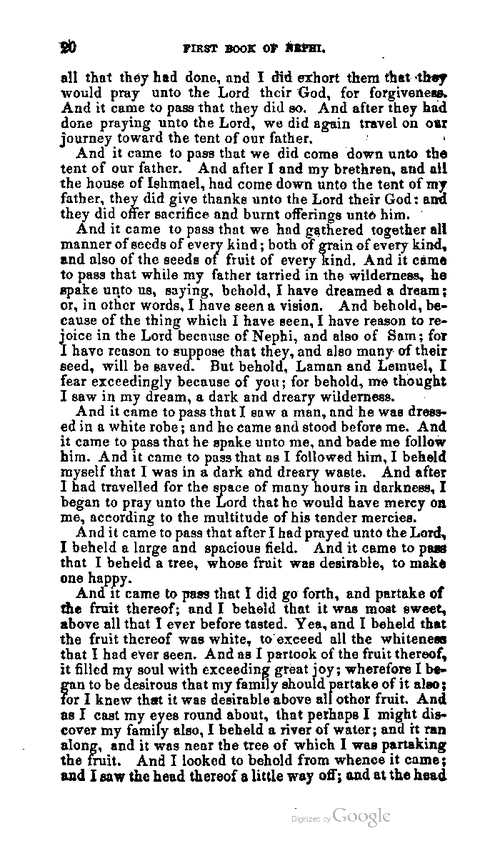 20 FIRST BOOK OF NEPHI.
all that they had done, and I did exhort them that they
would pray unto the Lord their God, for forgiveness.
And it came to pass that they did so. And after they had
done praying unto the Lord, we did again travel on our
journey toward the tent of our father.
And it came to pass that we did come down unto the
tent of our father. And after I and my brethren, and all
the house of Ishmael, had come down unto the tent of my
father, they did give thanks unto the Lord their God: and
they did offer sacrifice and burnt offerings unto him.
And it came to pass that we had gathered together all
manner of seeds of every kind; both of grain of every kind,
and also of the seeds of fruit of every kind. And it came
to pass that while my father tarried in the wilderness, he
spake unto us, saying, behold, I have dreamed a dream;
or, in other words, I have seen a vision. And behold, be-
cause of the thing which I have seen, I have reason to re-
joice in the Lord because of Nephi, and also of Sam; for
I have reason to suppose that they, and also many of their
seed, will be saved. But behold, Laman and Lemuel, I
fear exceedingly because of you; for behold, me thought
I saw in my dream, a dark and dreary wilderness.
And it came to pass that I saw a man, and he was dress-
ed in a white robe; and he came and stood before me. And
it came to pass that he spake unto me, and bade me follow
him. And it came to pass that as I followed him, I beheld
myself that I was in a dark and dreary waste. And after
I had travelled for the space of many hours in darkness, I
began to pray unto the Lord that he would have mercy on
me, according to the multitude of his tender mercies.
And it came to pass that after I had prayed unto the Lord,
I beheld a large and spacious field. And it came to pass
that I beheld a tree, whose fruit was desirable, to make
one happy.
And it came to pass that I did go forth, and partake of
the fruit thereof; and I beheld that it was most sweet,
above all that I ever before tasted. Yea, and I beheld that
the fruit thereof was white, to exceed all the whiteness
that I had ever seen. And as I partook of the fruit thereof,
it filled my soul with exceeding great joy; wherefore I be-
gan to be desirous that my family should partake of it also;
for I knew that it was desirable above all other fruit. And
as I cast my eyes round about, that perhaps I might dis-
cover my family also, I beheld a river of water; and it ran
along, and it was near the tree of which I was partaking
the fruit. And I looked to behold from whence it came;
and I saw the head thereof a little way off; and at the head
Digitized by Google